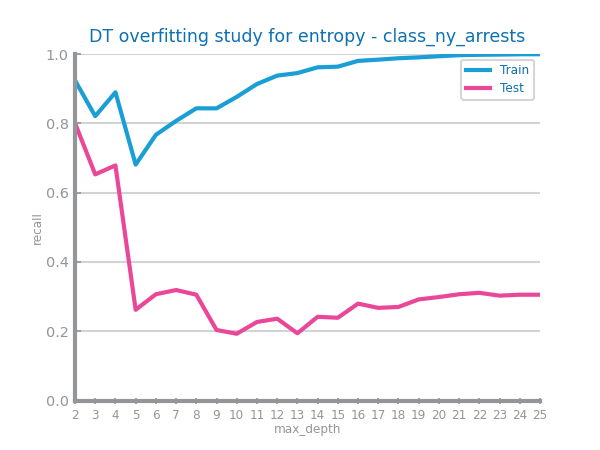 DT overfitting study for entropy - class_ny_arrests
1.0
0.8
0.6
0.4
0.2
0.0
recall
Train
Test
2 3 4 5 6 7 8 9 10 11 12 13 14 15 16 17 18 19 20 21 22 23 24 25
max_depth